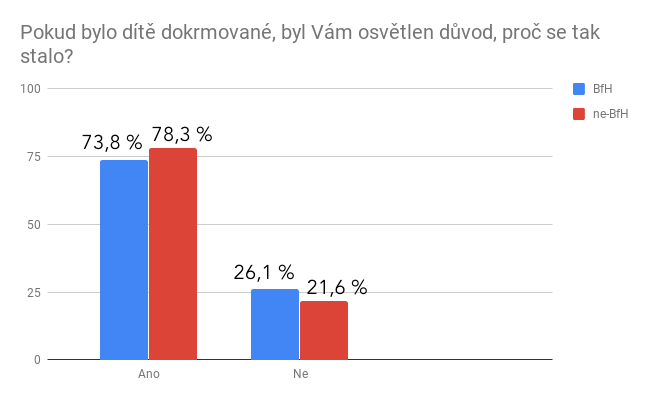 Pokud bylo dítě dokrmované, byl Vám osvětlen důvod, proč se tak
stalo?
100
75
50
25
0
73,8 %
78,3 %
26,1 %
21,6 %
Ano
Ne
BfH
ne-BfH